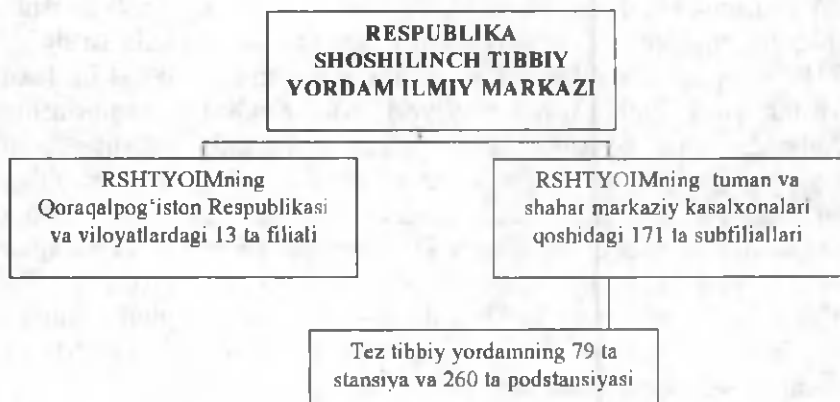 RESPUBLIKA
SHOSHILINCH TIBBIY
YORDAM ILMIY MARKAZI
RSHTYOIMning
Qoraqalpog‘iston Respublikasi
va viloyatlardagi 13 ta filiali
RSHTYOIMning tuman va
shahar markaziy kasalxonalari
qoshidagi 171 ta subfiliallari
Tez tibbiy yordamning 79 ta
stansiya va 260 ta podstansiyasi